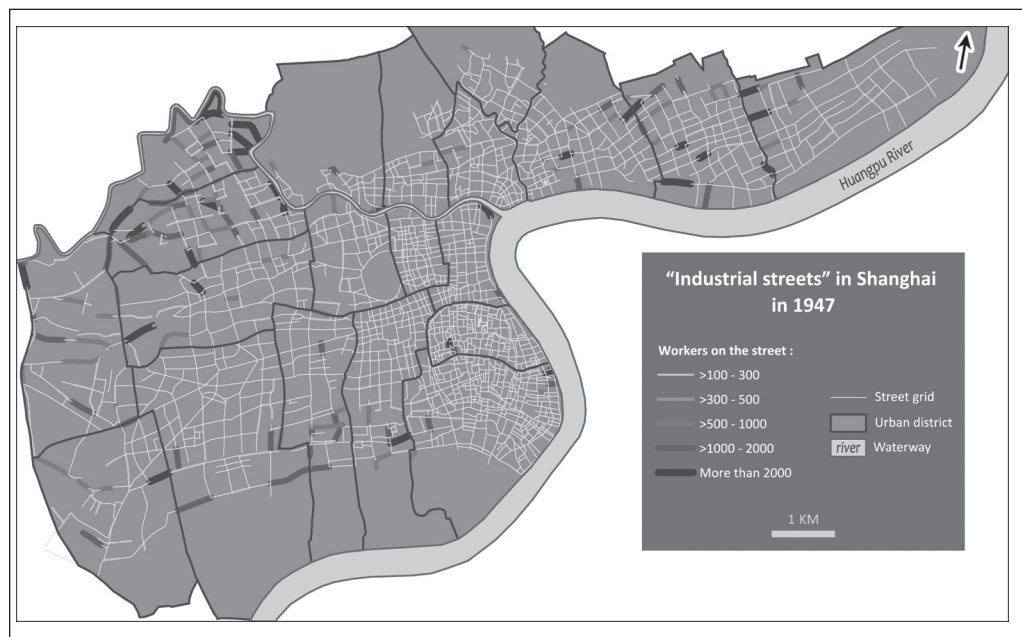 Huangpu River
“Industrial streets” in Shanghai
in 1947
Workers on the street :
>100 - 300
>300 - 500
>500 - 1000
>1000 - 2000
More than 2000
Street grid
Urban district
river Waterway
1 KM